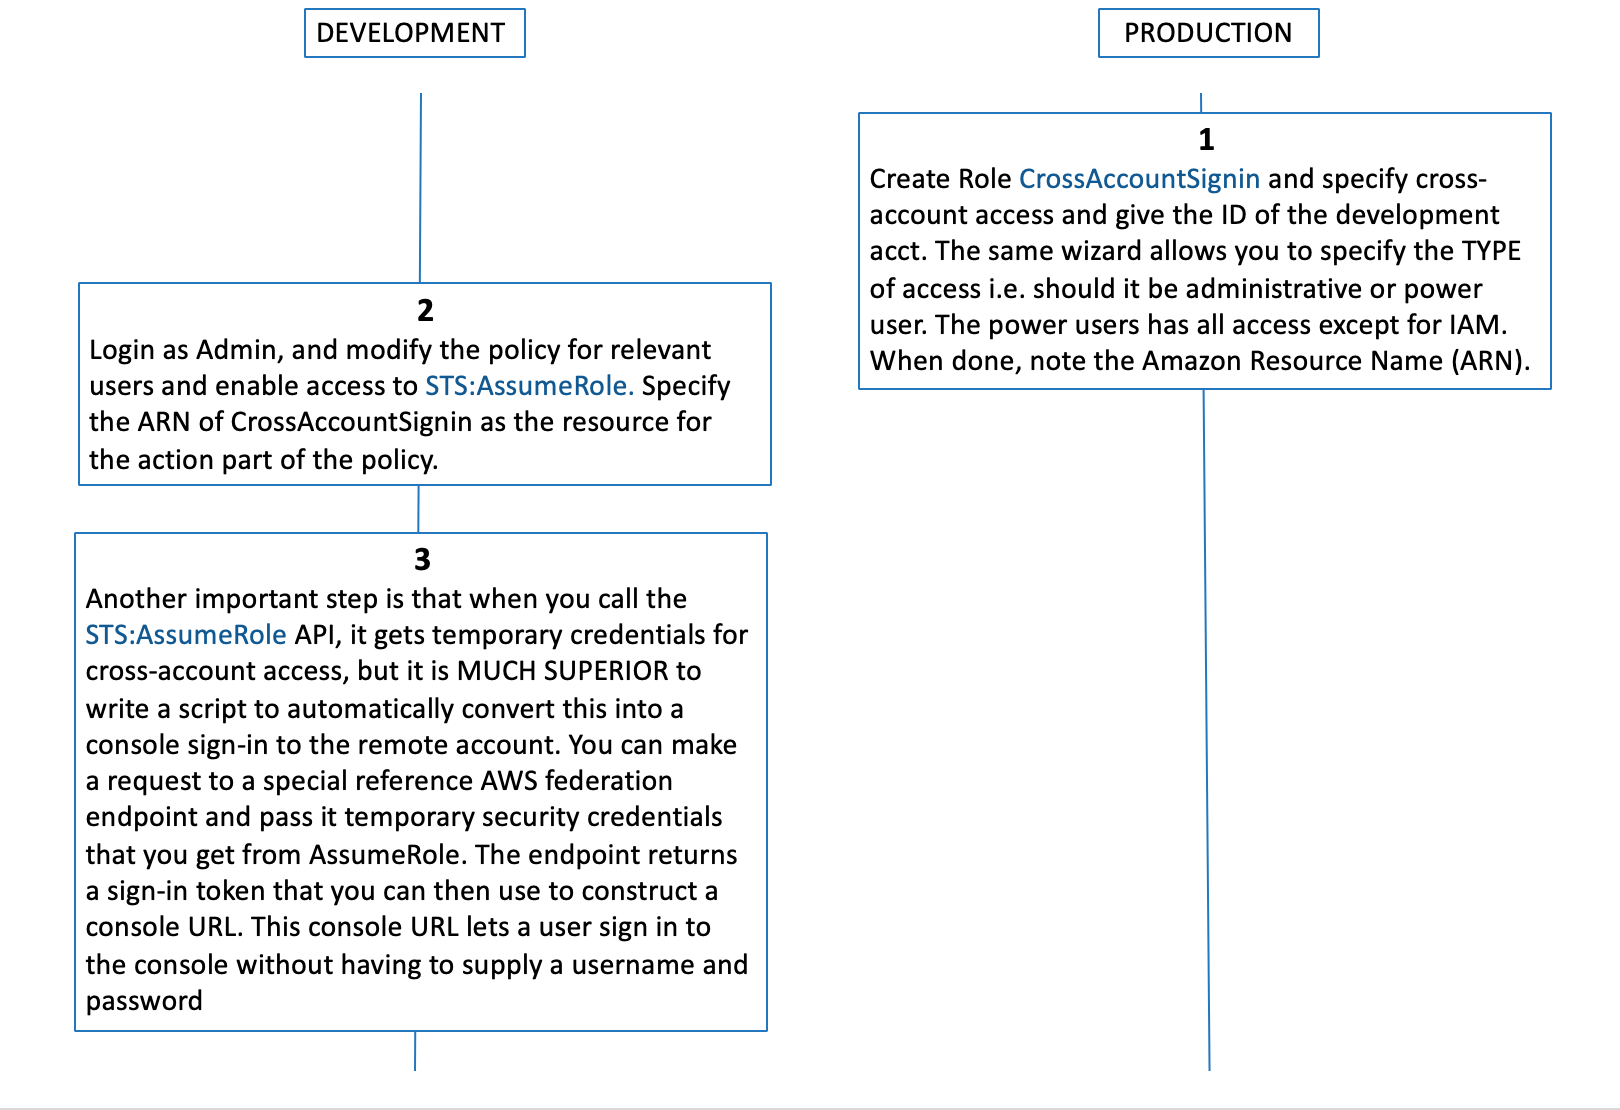 DEVELOPMENT
PRODUCTION
1
Create Role CrossAccountSignin and specify cross-
account access and give the ID of the development
acct. The same wizard allows you to specify the TYPE
of access i.e. should it be administrative or power
user. The power users has all access except for IAM.
When done, note the Amazon Resource Name (ARN).
2
Login as Admin, and modify the policy for relevant
users and enable access to STS:AssumeRole. Specify
the ARN of CrossAccountSignin as the resource for
the action part of the policy.
3
Another important step is that when you call the
STS:AssumeRole API, it gets temporary credentials for
cross-account access, but it is MUCH SUPERIOR to
write a script to automatically convert this into a
console sign-in to the remote account. You can make
a request to a special reference AWS federation
endpoint and pass it temporary security credentials
that you get from AssumeRole. The endpoint returns
a sign-in token that you can then use to construct a
console URL. This console URL lets a user sign in to
the console without having to supply a username and
password